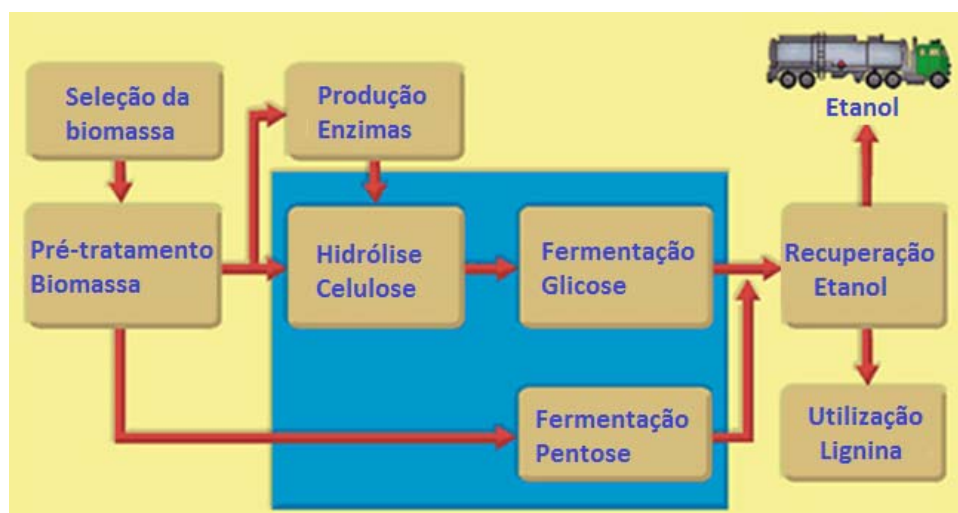 Seleção da
biomassa
Produção
Enzimas
Etanol
Pré-tratamento
Biomassa
Hidrólise
Celulose
Fermentação
Glicose
Recuperação
Etanol
Fermentação
Pentose
Utilização
Lignina